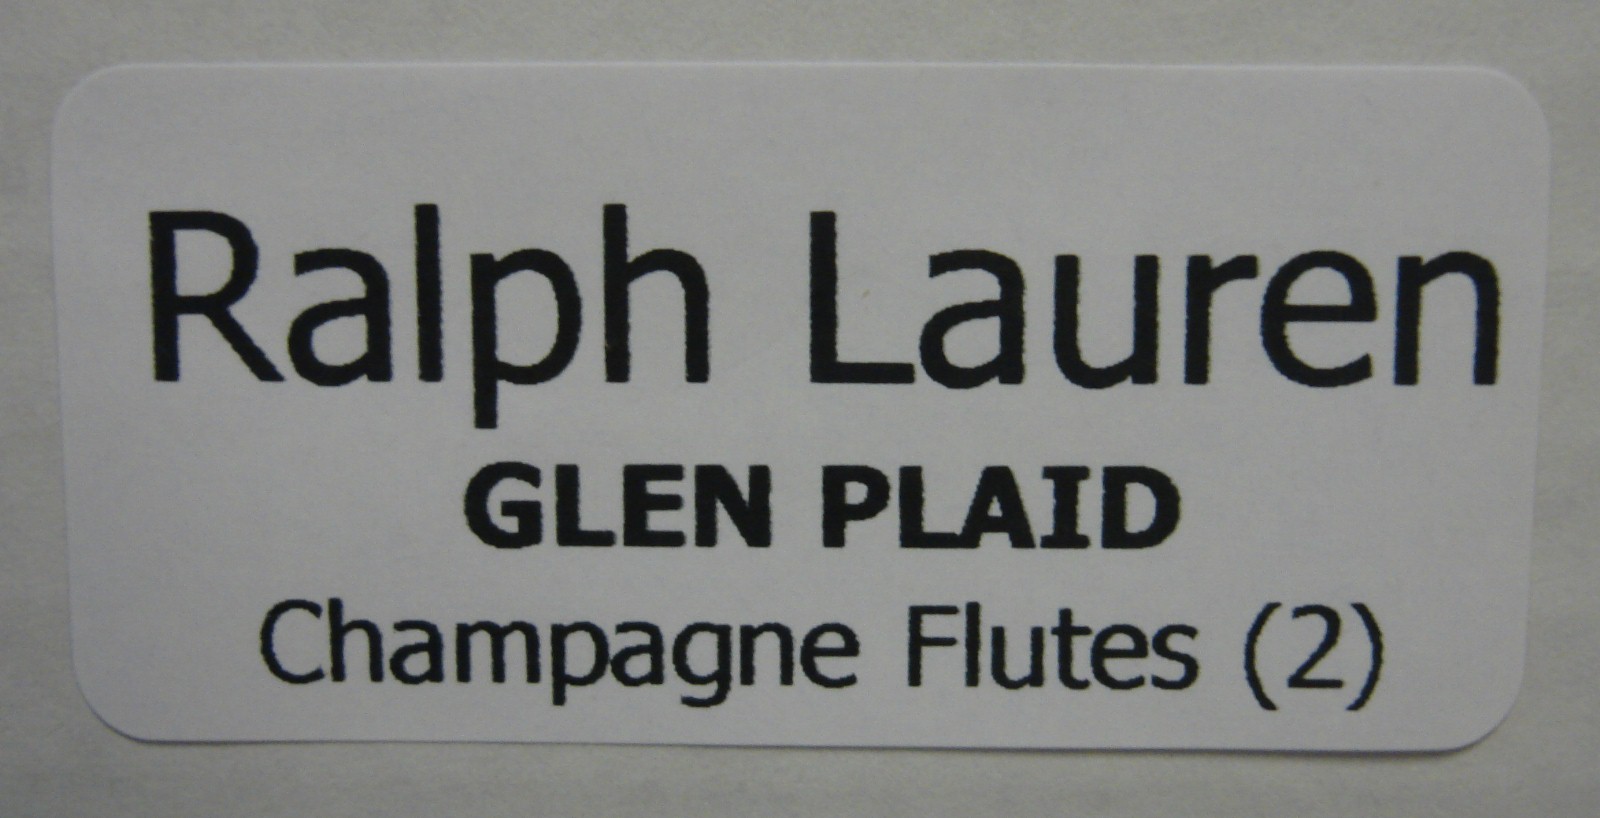 Ralph Lauren
GLEN PLAID
Champagne Flutes (2)